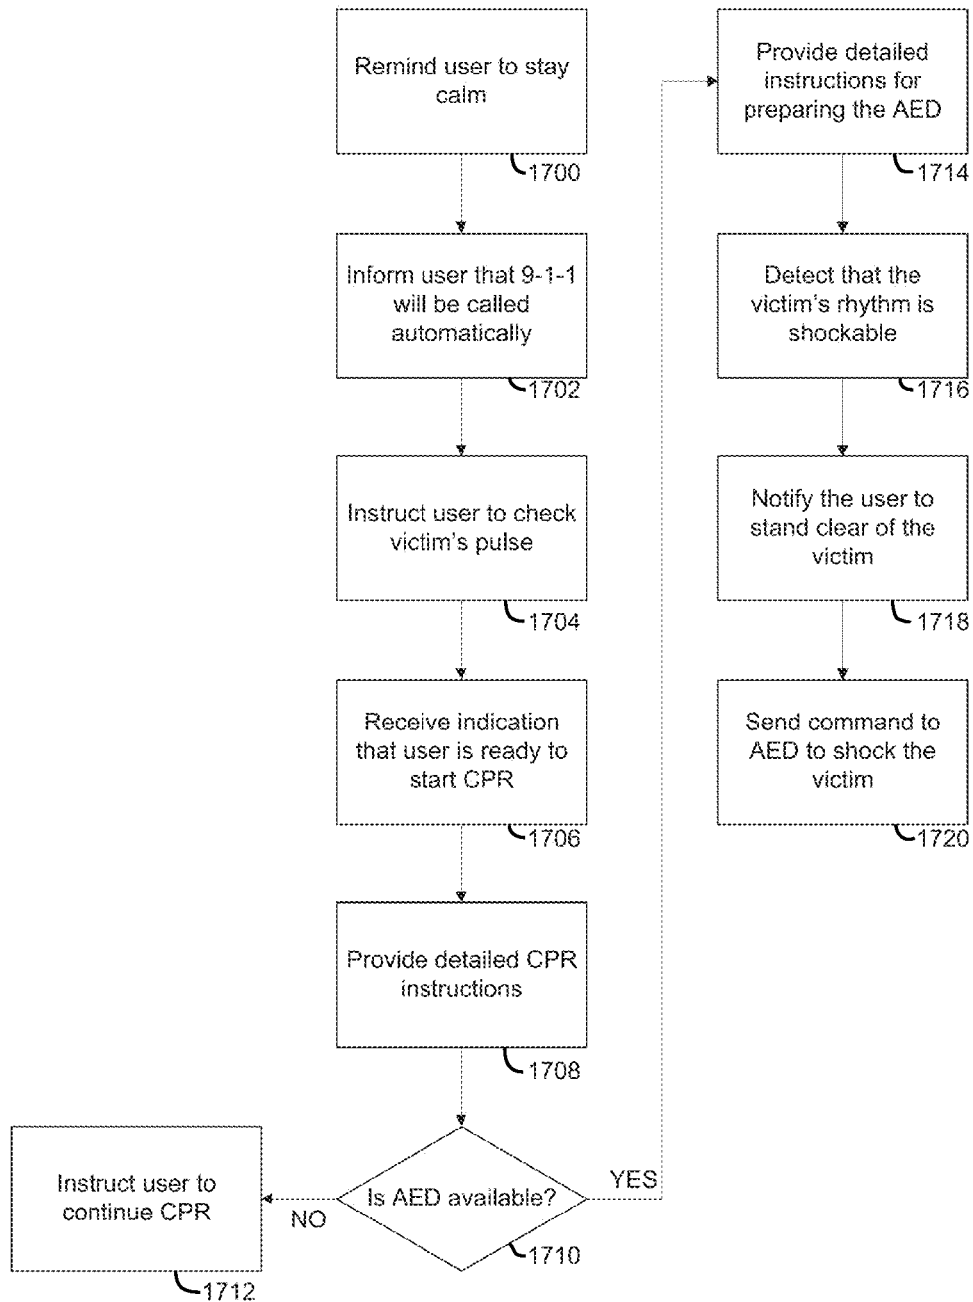 Remind user to stay
calm
1700
Inform user that 9-1-1
will be called
automatically
1702
Instruct user to check
victim's pulse
1704
Receive indication
that user is ready to
start CPR
1706
Provide detailed CPR
instructions
1708
Is AED available?
1710
NO
YES
Instruct user to
continue CPR
1712
Provide detailed
instructions for
preparing the AED
1714
Detect that the
victim's rhythm is
shockable
1716
Notify the user to
stand clear of the
victim
1718
Send command to
AED to shock the
victim
1720